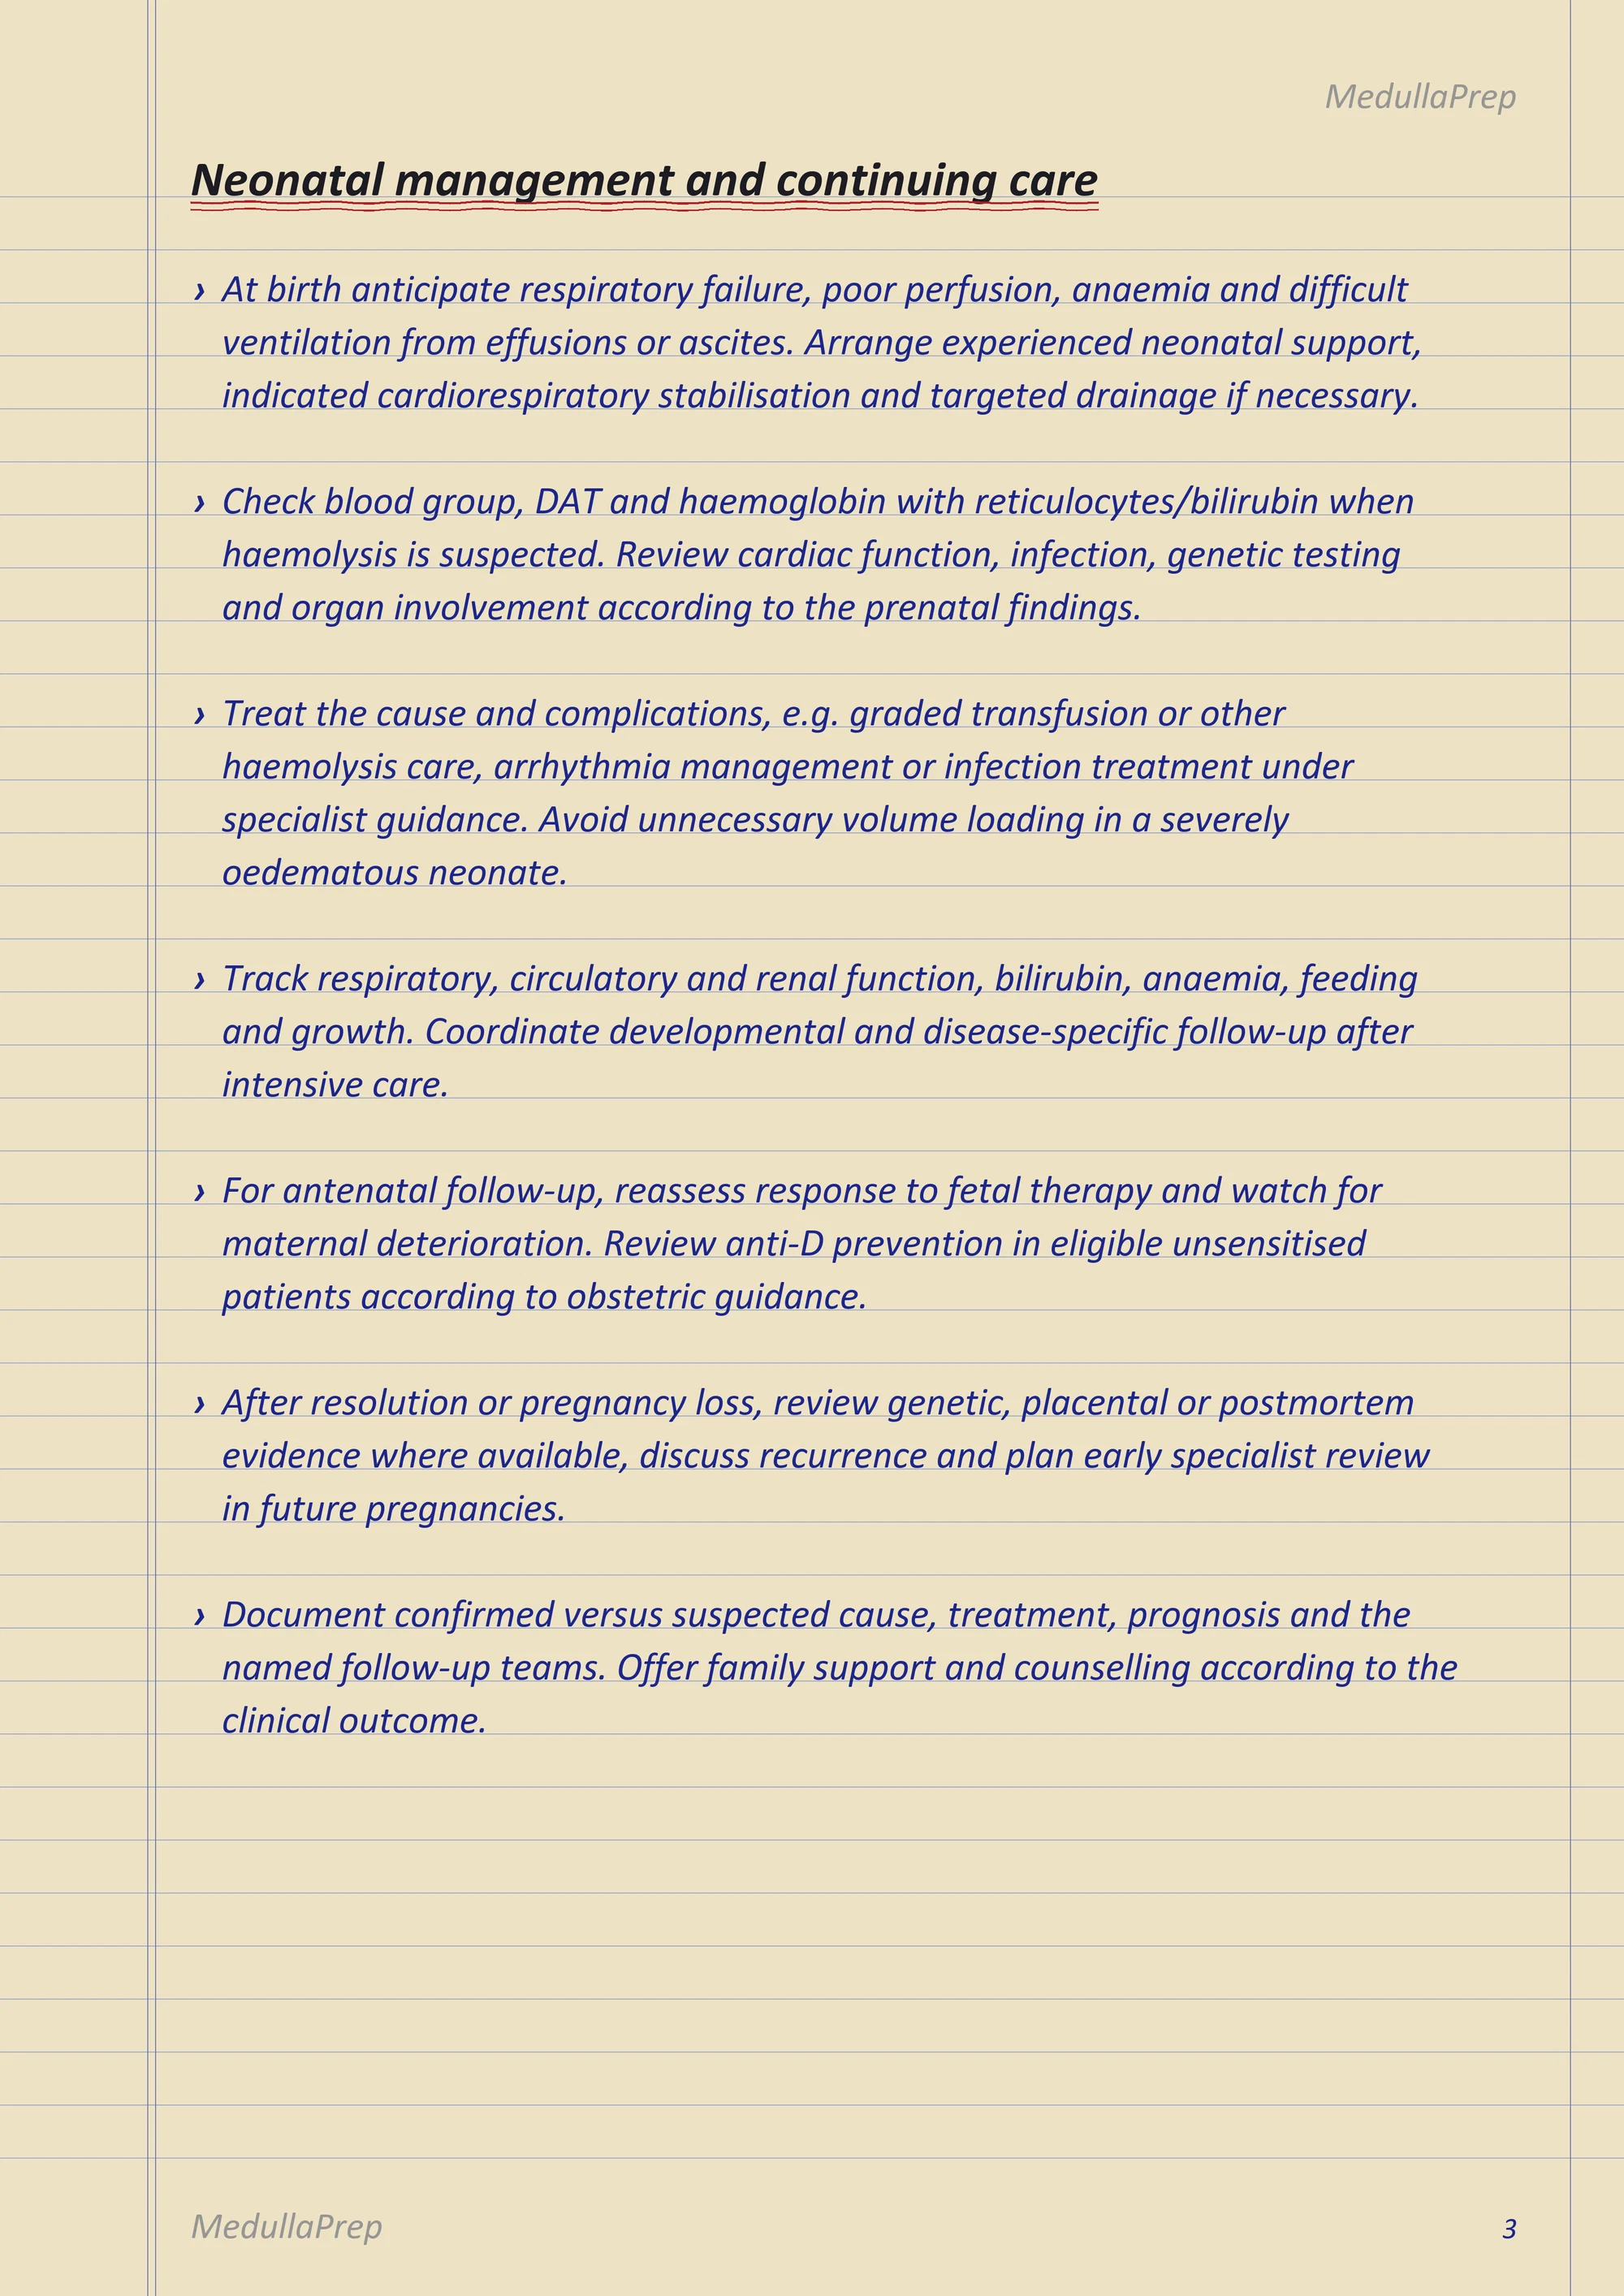 MedullaPrep
Neonatal management and continuing care
› At birth anticipate respiratory failure, poor perfusion, anaemia and difficult
ventilation from effusions or ascites. Arrange experienced neonatal support,
indicated cardiorespiratory stabilisation and targeted drainage if necessary.
› Check blood group, DAT and haemoglobin with reticulocytes/bilirubin when
haemolysis is suspected. Review cardiac function, infection, genetic testing
and organ involvement according to the prenatal findings.
› Treat the cause and complications, e.g. graded transfusion or other
haemolysis care, arrhythmia management or infection treatment under
specialist guidance. Avoid unnecessary volume loading in a severely
oedematous neonate.
› Track respiratory, circulatory and renal function, bilirubin, anaemia, feeding
and growth. Coordinate developmental and disease-specific follow-up after
intensive care.
› For antenatal follow-up, reassess response to fetal therapy and watch for
maternal deterioration. Review anti-D prevention in eligible unsensitised
patients according to obstetric guidance.
› After resolution or pregnancy loss, review genetic, placental or postmortem
evidence where available, discuss recurrence and plan early specialist review
in future pregnancies.
› Document confirmed versus suspected cause, treatment, prognosis and the
named follow-up teams. Offer family support and counselling according to the
clinical outcome.
MedullaPrep
3